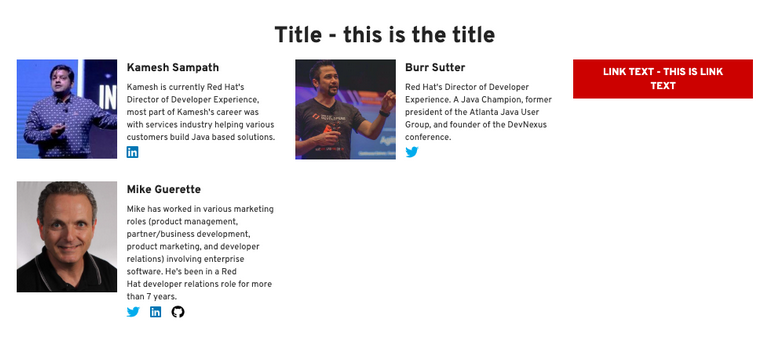 Title - this is the title
Kamesh Sampath
Kamesh is currently Red Hat's
Director of Developer Experience,
most part of Kamesh's career was
with services industry helping various
customers build Java based solutions.
Burr Sutter
Red Hat's Director of Developer
Experience. A Java Champion, former
president of the Atlanta Java User
Group, and founder of the DevNexus
conference.
LINK TEXT - THIS IS LINK
TEXT
IN
Mike Guerette
Mike has worked in various marketing
roles (product management,
partner/business development,
product marketing, and developer
relations) involving enterprise
software. He's been in a Red
Hat developer relations role for more
than 7 years.